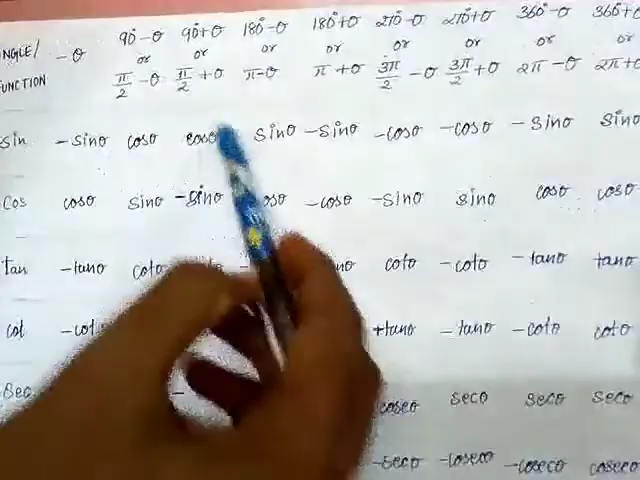 ANGLE/ -θ 90°-θ 90°+θ 180°-θ 180°+θ 270°-θ 270°+θ 360°-θ 360°+θ
or or or or or or or or
FUNCTION π/2 -θ π/2 +θ π-θ π+θ 3π/2 -θ 3π/2 +θ 2π-θ 2π+θ
sin -sinθ cosθ cosθ sinθ -sinθ -cosθ -cosθ -sinθ sinθ
Cos cosθ sinθ -sinθ -cosθ -sinθ sinθ cosθ cosθ
tan -tanθ cotθ cotθ -cotθ -tanθ tanθ
cot -cot +tanθ -tanθ -cotθ cotθ
Sec cosecθ secθ secθ secθ
-secθ -cosecθ -cosecθ cosecθ